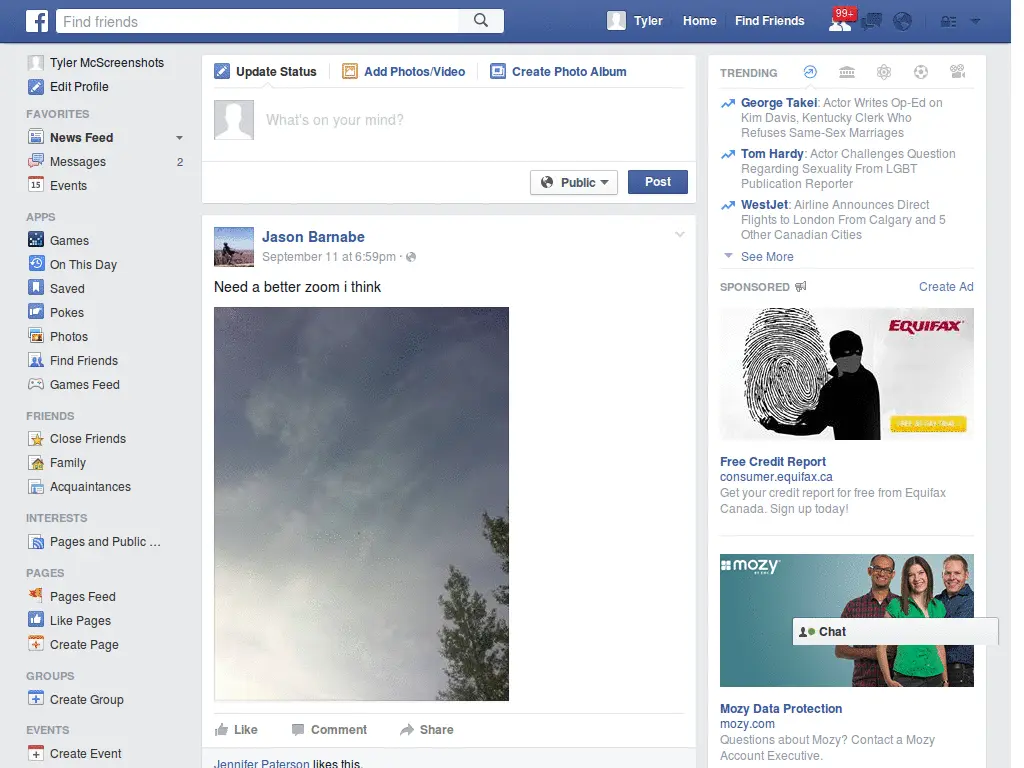 f
Find friends
Tyler
Home
Find Friends
99+
Tyler McScreenshots
Edit Profile
FAVORITES
News Feed
Messages 2
15
Events
APPS
Games
On This Day
Saved
Pokes
Photos
Find Friends
Games Feed
FRIENDS
Close Friends
Family
Acquaintances
INTERESTS
Pages and Public ...
PAGES
Pages Feed
Like Pages
Create Page
GROUPS
Create Group
EVENTS
Create Event
Update Status
Add Photos/Video
Create Photo Album
What's on your mind?
Public
Post
Jason Barnabe
September 11 at 6:59pm ·
Need a better zoom i think
Like
Comment
Share
Jennifer Paterson likes this.
TRENDING
George Takei: Actor Writes Op-Ed on
Kim Davis, Kentucky Clerk Who
Refuses Same-Sex Marriages
Tom Hardy: Actor Challenges Question
Regarding Sexuality From LGBT
Publication Reporter
WestJet: Airline Announces Direct
Flights to London From Calgary and 5
Other Canadian Cities
See More
SPONSORED
Create Ad
EQUIFAX
Free Credit Report
consumer.equifax.ca
Get your credit report for free from Equifax
Canada. Sign up today!
mozy
Chat
Mozy Data Protection
mozy.com
Questions about Mozy? Contact a Mozy
Account Executive.